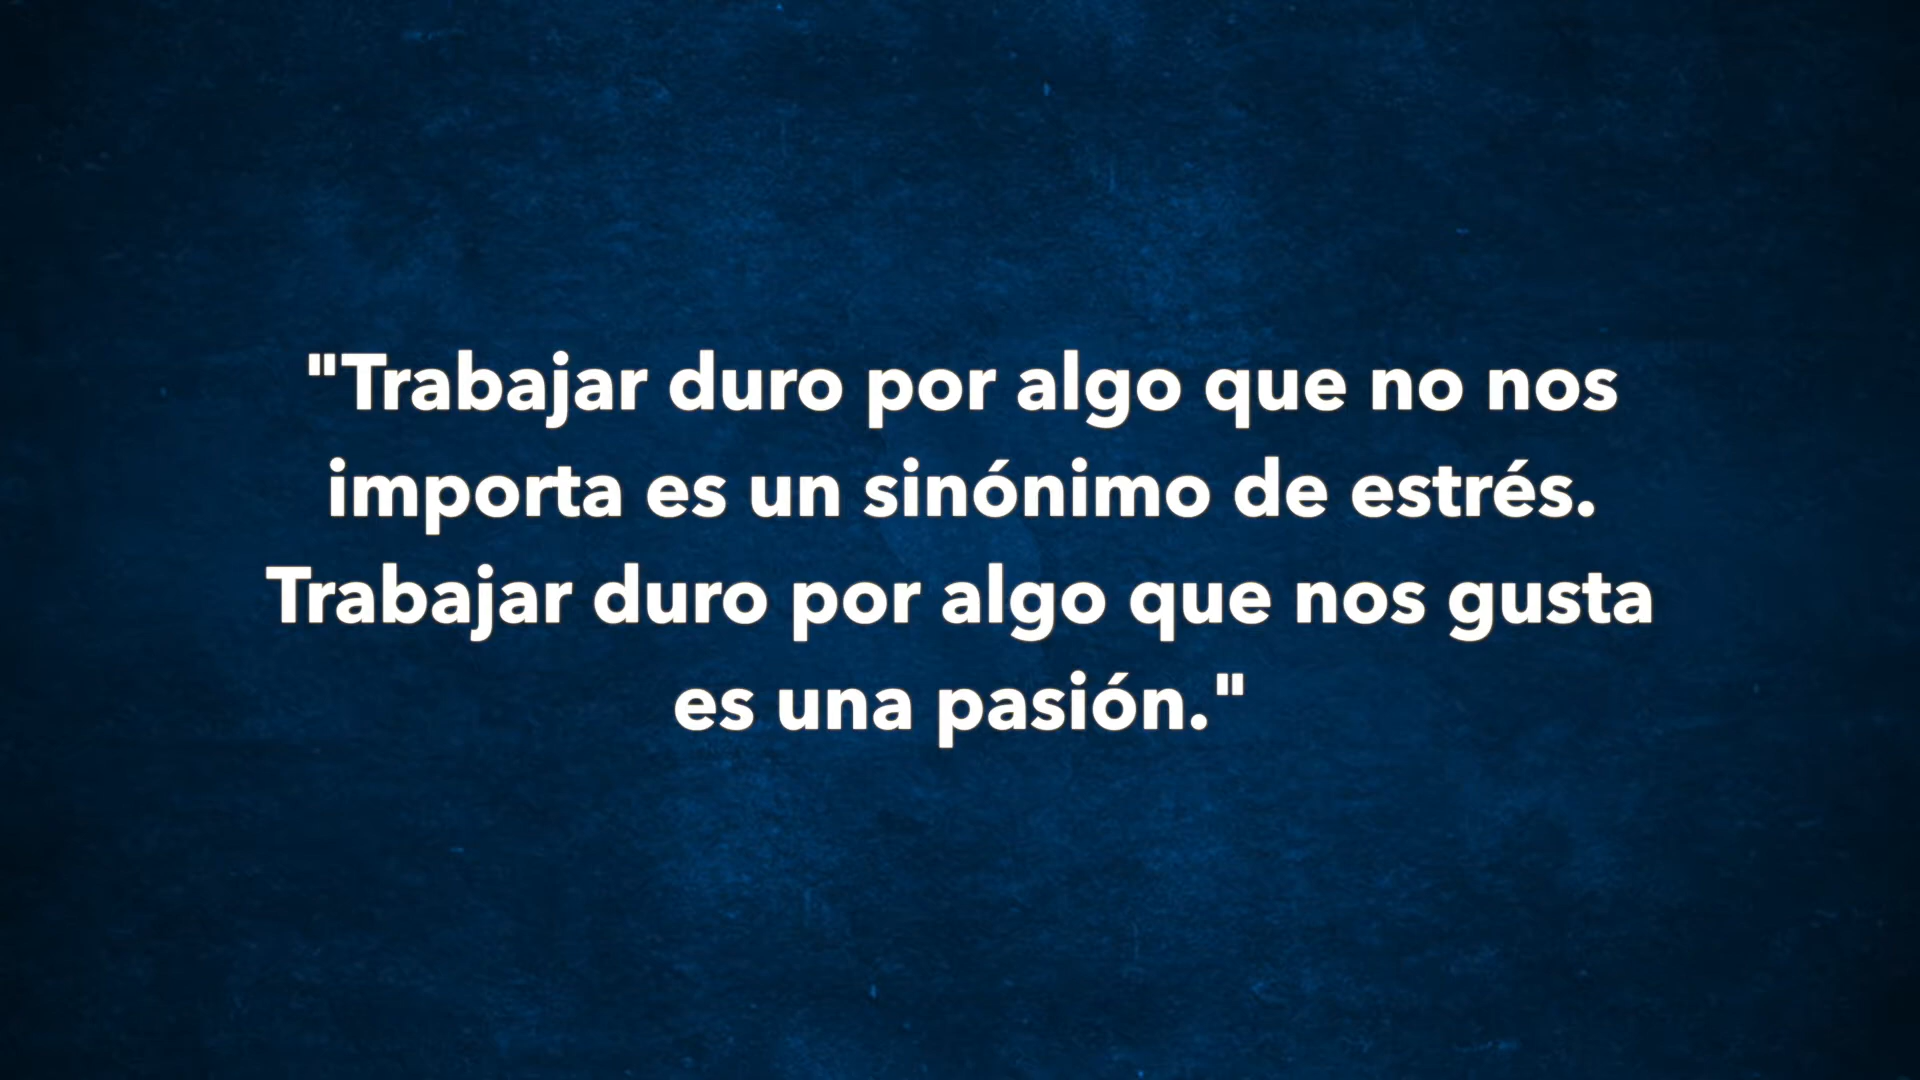 "Trabajar duro por algo que no nos
importa es un sinónimo de estrés.
Trabajar duro por algo que nos gusta
es una pasión."